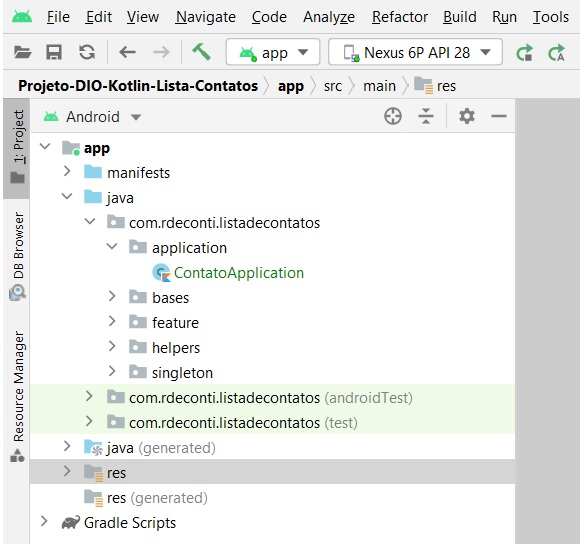 File Edit View Navigate Code Analyze Refactor Build Run Tools
app Nexus 6P API 28
Projeto-DIO-Kotlin-Lista-Contatos app src main res
Android
1: Project
DB Browser
Resource Manager
app
manifests
java
com.rdeconti.listadecontatos
application
ContatoApplication
bases
feature
helpers
singleton
com.rdeconti.listadecontatos (androidTest)
com.rdeconti.listadecontatos (test)
java (generated)
res
res (generated)
Gradle Scripts